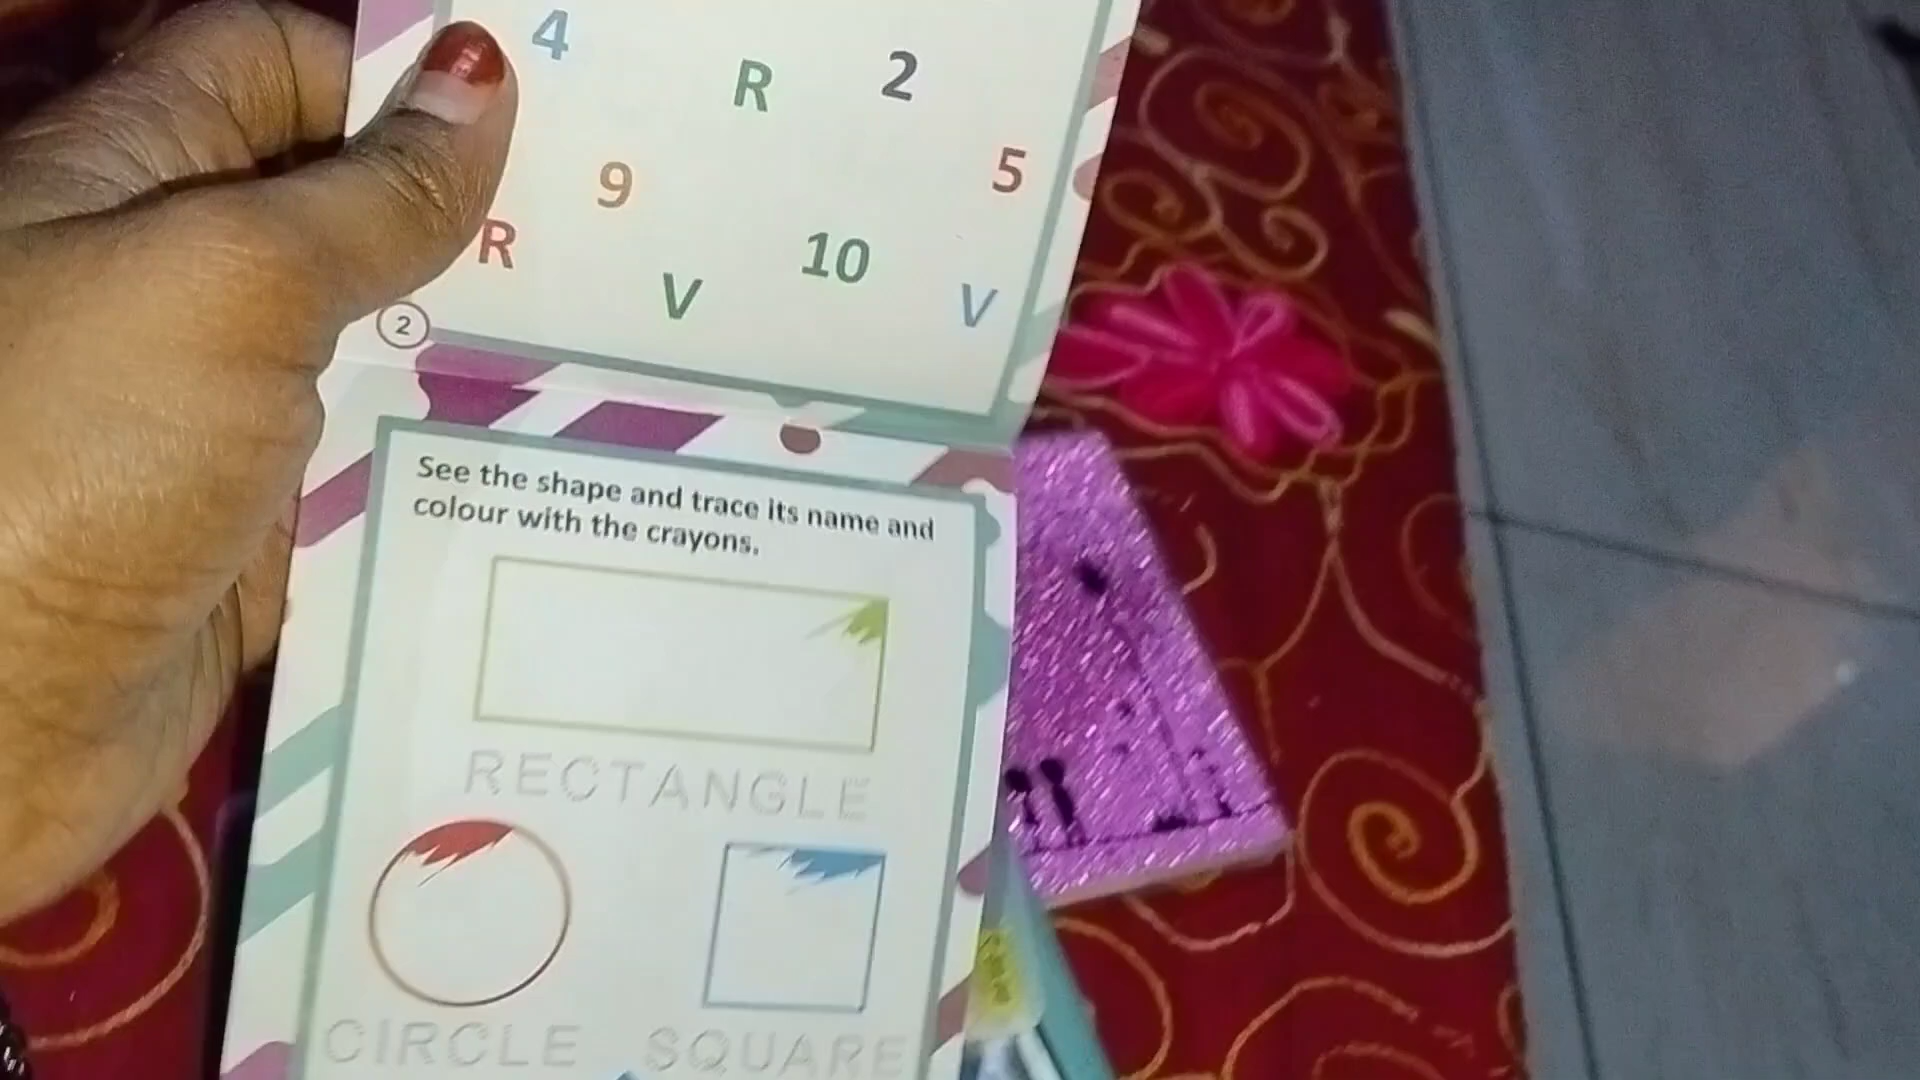 4
R 2
9 5
R 10
V V
2
See the shape and trace its name and
colour with the crayons.
RECTANGLE
CIRCLE SQUARE